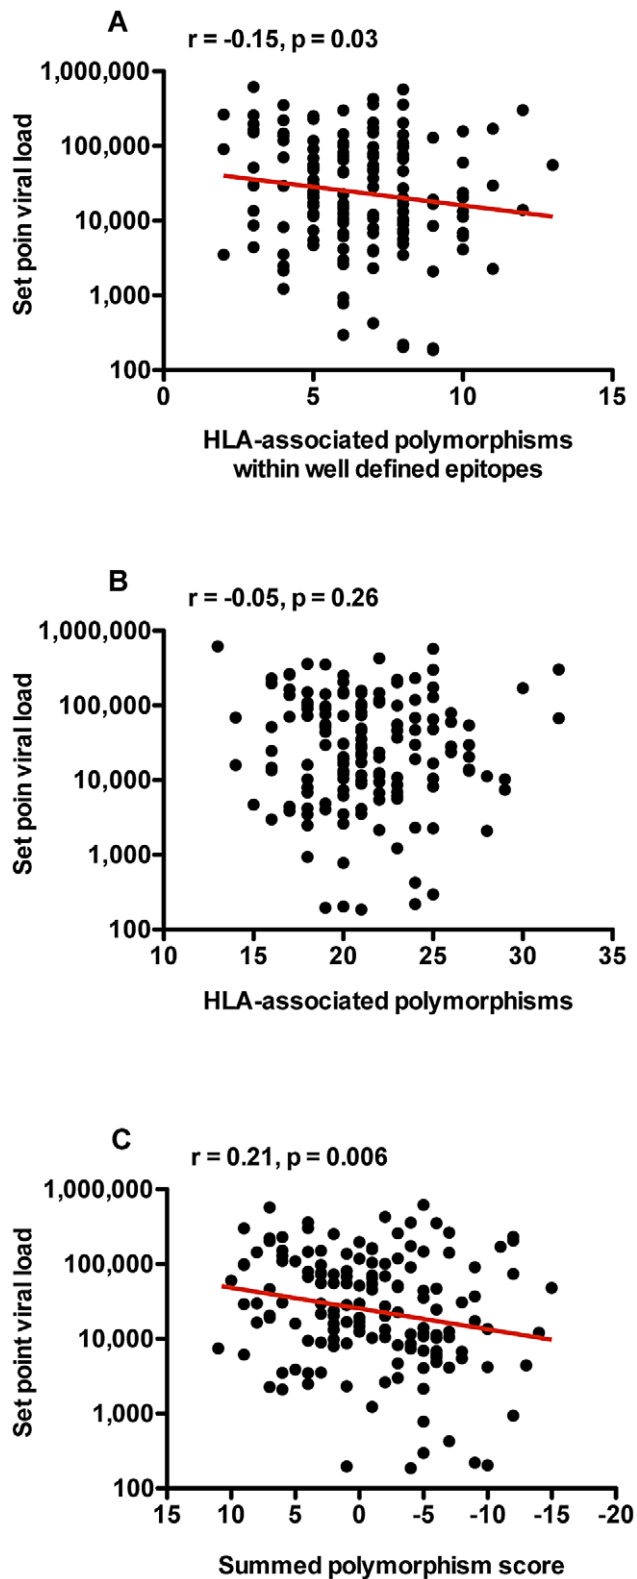 A
r = -0.15, p = 0.03
Set poin viral load
1,000,000
100,000
10,000
1,000
100
0 5 10 15
HLA-associated polymorphisms
within well defined epitopes
B
r = -0.05, p = 0.26
Set poin viral load
1,000,000
100,000
10,000
1,000
100
10 15 20 25 30 35
HLA-associated polymorphisms
C
r = 0.21, p = 0.006
Set point viral load
1,000,000
100,000
10,000
1,000
100
15 10 5 0 -5 -10 -15 -20
Summed polymorphism score